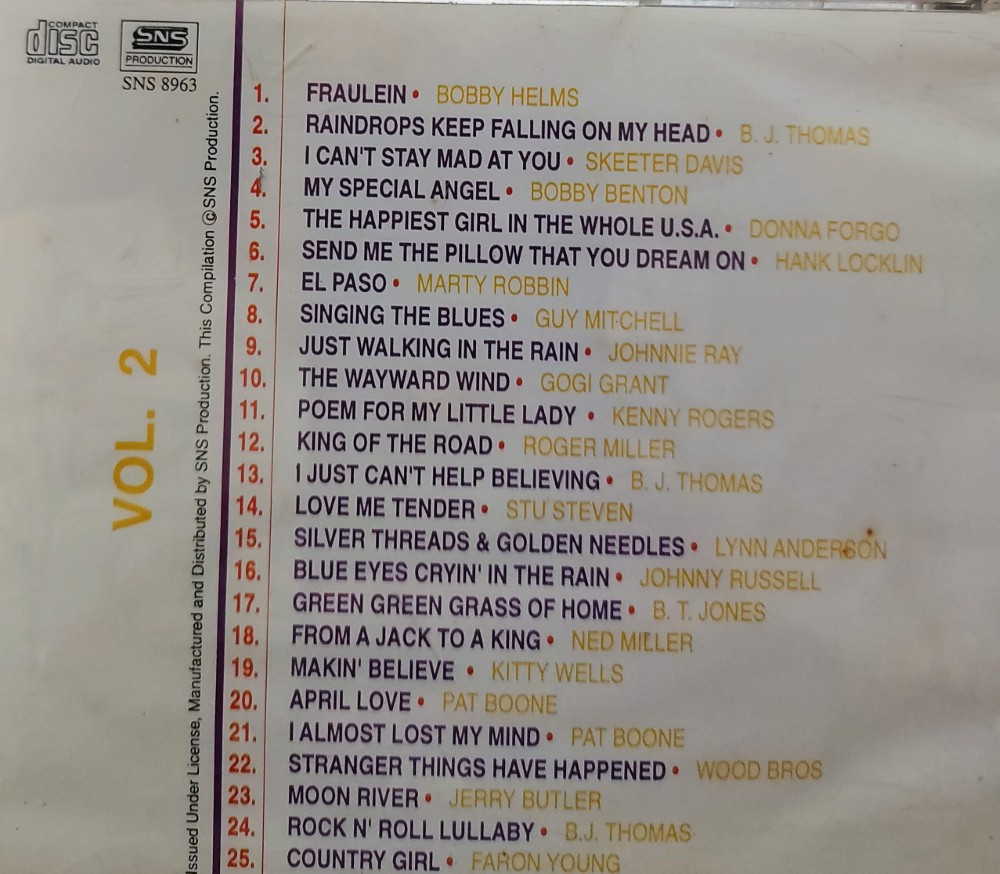 COMPACT
disc
DIGITAL AUDIO
SNS
PRODUCTION
SNS 8963
VOL. 2
Issued Under License, Manufactured and Distributed by SNS Production. This Compilation ©SNS Production.
1. FRAULEIN • BOBBY HELMS
2. RAINDROPS KEEP FALLING ON MY HEAD • B. J. THOMAS
3. I CAN'T STAY MAD AT YOU • SKEETER DAVIS
4. MY SPECIAL ANGEL • BOBBY BENTON
5. THE HAPPIEST GIRL IN THE WHOLE U.S.A. • DONNA FORGO
6. SEND ME THE PILLOW THAT YOU DREAM ON • HANK LOCKLIN
7. EL PASO • MARTY ROBBIN
8. SINGING THE BLUES • GUY MITCHELL
9. JUST WALKING IN THE RAIN • JOHNNIE RAY
10. THE WAYWARD WIND • GOGI GRANT
11. POEM FOR MY LITTLE LADY • KENNY ROGERS
12. KING OF THE ROAD • ROGER MILLER
13. I JUST CAN'T HELP BELIEVING • B. J. THOMAS
14. LOVE ME TENDER • STU STEVEN
15. SILVER THREADS & GOLDEN NEEDLES • LYNN ANDERSON
16. BLUE EYES CRYIN' IN THE RAIN • JOHNNY RUSSELL
17. GREEN GREEN GRASS OF HOME • B. T. JONES
18. FROM A JACK TO A KING • NED MILLER
19. MAKIN' BELIEVE • KITTY WELLS
20. APRIL LOVE • PAT BOONE
21. I ALMOST LOST MY MIND • PAT BOONE
22. STRANGER THINGS HAVE HAPPENED • WOOD BROS
23. MOON RIVER • JERRY BUTLER
24. ROCK N' ROLL LULLABY • B.J. THOMAS
25. COUNTRY GIRL • FARON YOUNG